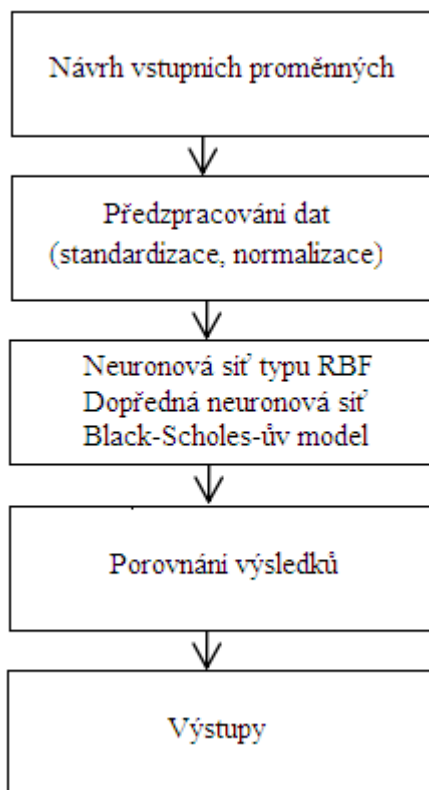 Návrh vstupních proměnných
Předzpracování dat
(standardizace, normalizace)
Neuronová síť typu RBF
Dopředná neuronová síť
Black-Scholes-ův model
Porovnání výsledků
Výstupy